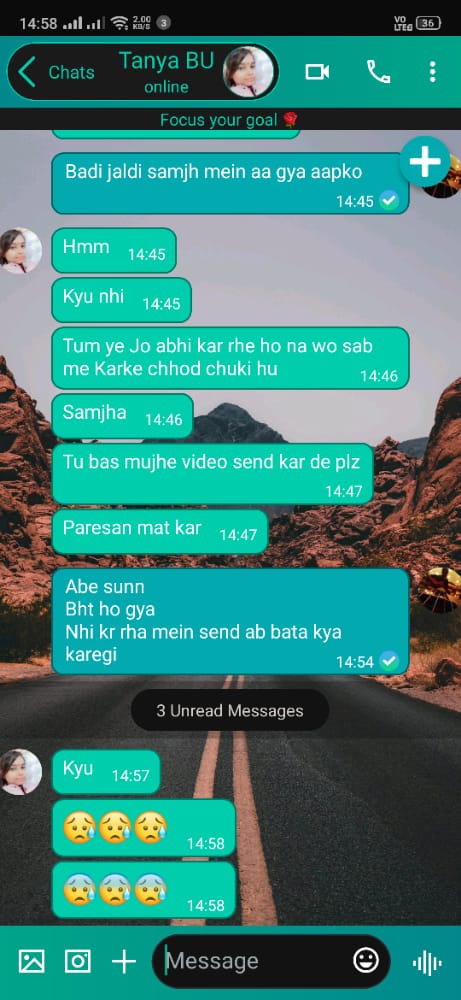 14:58
2.00
KB/S
3
VO
LTE
36
Chats
Tanya BU
online
Focus your goal 🌹
Badi jaldi samjh mein aa gya aapko
14:45
Hmm 14:45
Kyu nhi 14:45
Tum ye Jo abhi kar rhe ho na wo sab
me Karke chhod chuki hu
14:46
Samjha 14:46
Tu bas mujhe video send kar de plz
14:47
Paresan mat kar 14:47
Abe sunn
Bht ho gya
Nhi kr rha mein send ab bata kya
karegi
14:54
3 Unread Messages
Kyu 14:57
😥😥😥
14:58
😰😰😰
14:58
Message